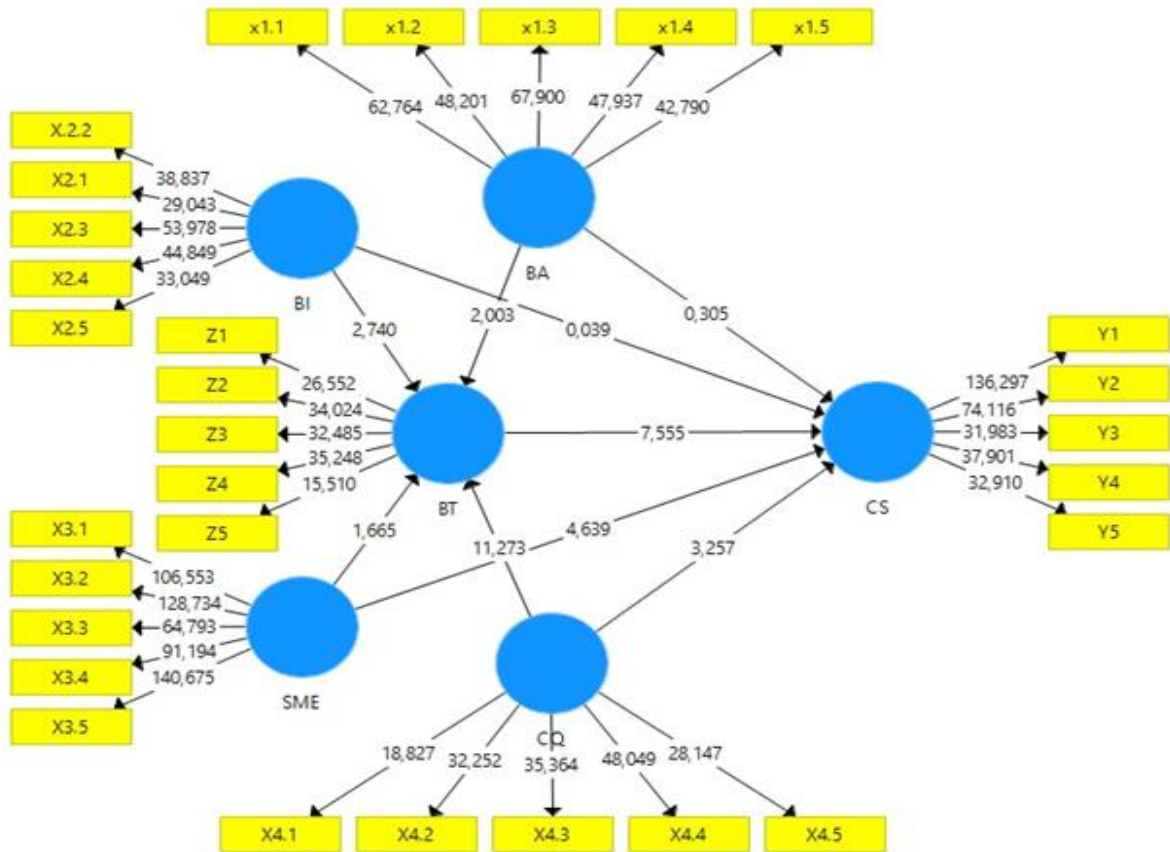 x1.1
x1.2
x1.3
x1.4
x1.5
62,764
48,201
67,900
47,937
42,790
X.2.2
X2.1
X2.3
X2.4
X2.5
38,837
29,043
53,978
44,849
33,049
BI
BA
2,740
2,003
0,039
0,305
Z1
Z2
Z3
Z4
Z5
26,552
34,024
32,485
35,248
15,510
BT
7,555
CS
Y1
Y2
Y3
Y4
Y5
136,297
74,116
31,983
37,901
32,910
X3.1
X3.2
X3.3
X3.4
X3.5
106,553
128,734
64,793
91,194
140,675
SME
1,665
11,273
4,639
3,257
CQ
18,827
32,252
35,364
48,049
28,147
X4.1
X4.2
X4.3
X4.4
X4.5